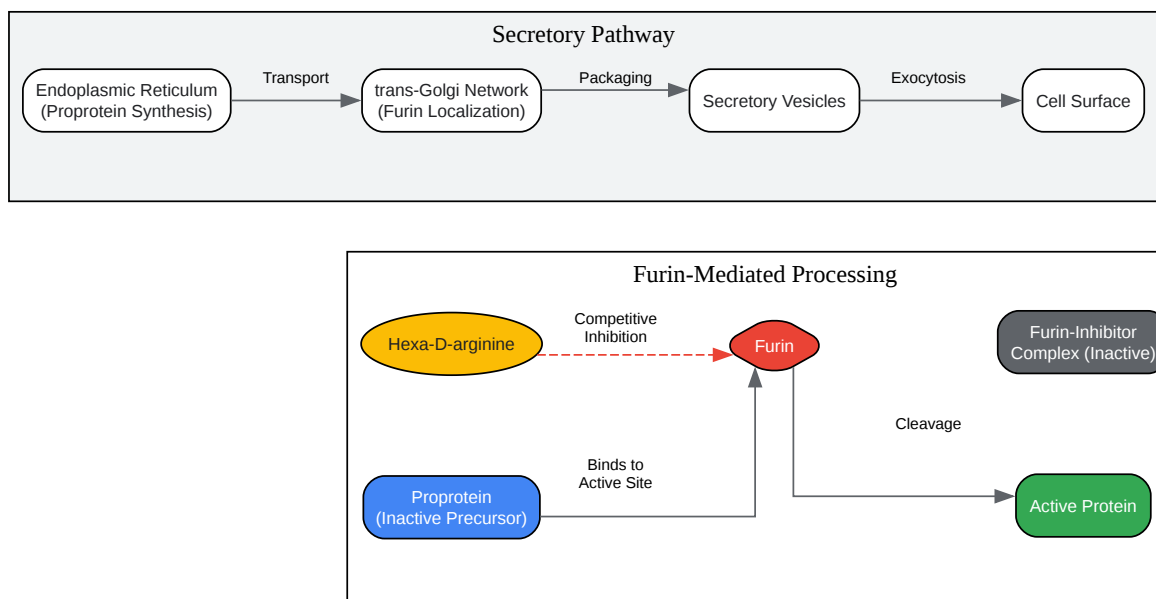 Secretory Pathway
Endoplasmic Reticulum
(Proprotein Synthesis)
Transport
trans-Golgi Network
(Furin Localization)
Packaging
Secretory Vesicles
Exocytosis
Cell Surface
Furin-Mediated Processing
Hexa-D-arginine
Competitive
Inhibition
Furin
Furin-Inhibitor
Complex (Inactive)
Cleavage
Proprotein
(Inactive Precursor)
Binds to
Active Site
Active Protein